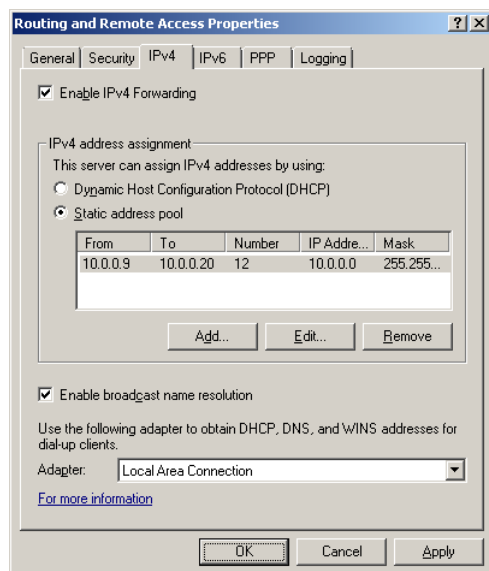 Routing and Remote Access Properties
General Security IPv4 IPv6 PPP Logging
Enable IPv4 Forwarding
IPv4 address assignment
This server can assign IPv4 addresses by using:
Dynamic Host Configuration Protocol (DHCP)
Static address pool
From To Number IP Addre... Mask
10.0.0.9 10.0.0.20 12 10.0.0.0 255.255...
Add... Edit... Remove
Enable broadcast name resolution
Use the following adapter to obtain DHCP, DNS, and WINS addresses for
dial-up clients.
Adapter: Local Area Connection
For more information
OK Cancel Apply